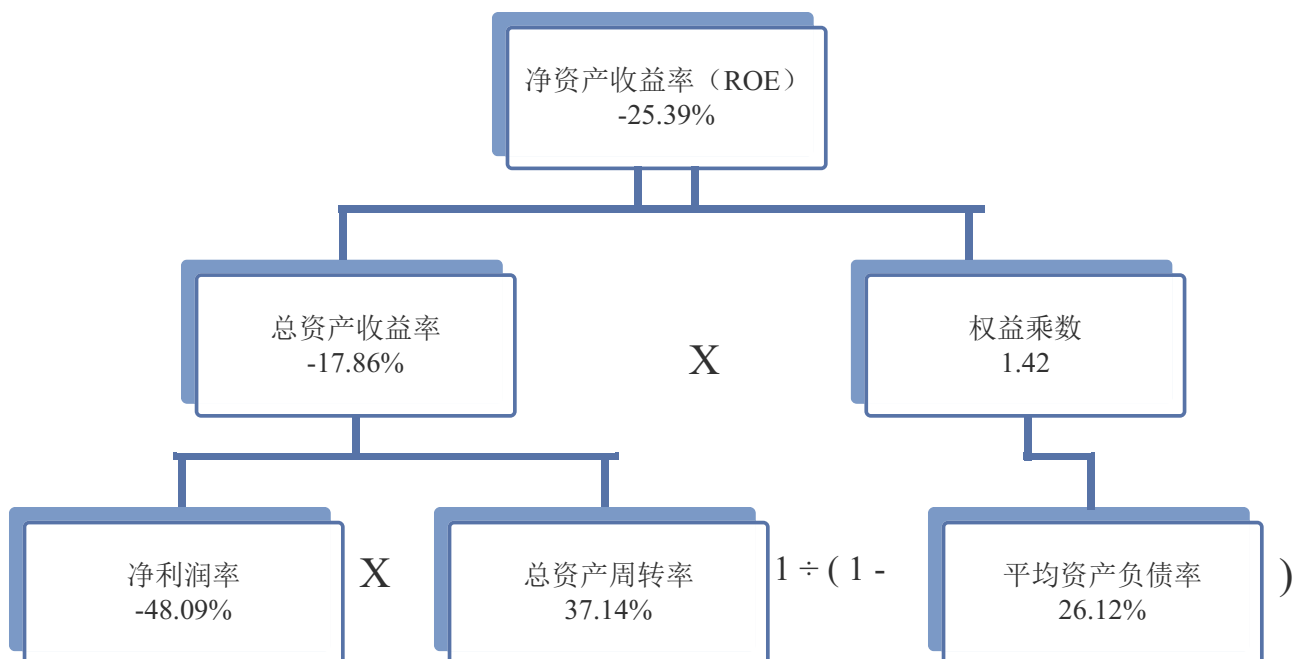 净资产收益率（ROE）
-25.39%
总资产收益率
-17.86%
X
权益乘数
1.42
净利润率
-48.09%
X
总资产周转率
37.14%
1 ÷ ( 1 -
平均资产负债率
26.12%
)